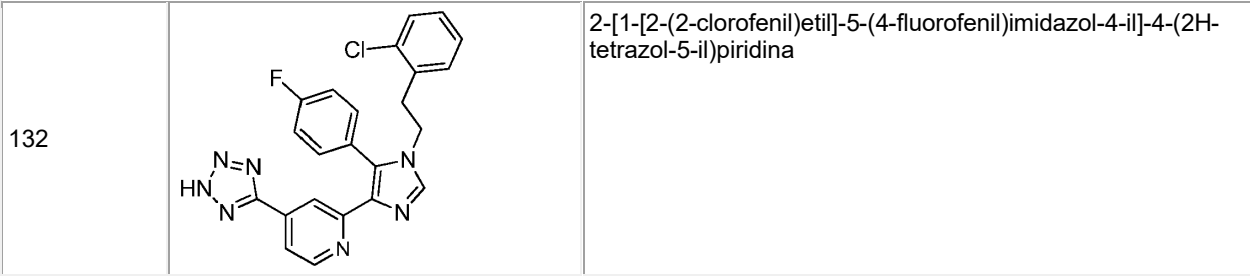 132
Cl
F
N
N
N
N
HN
N
N
N
2-[1-[2-(2-clorofenil)etil]-5-(4-fluorofenil)imidazol-4-il]-4-(2H-
tetrazol-5-il)piridina